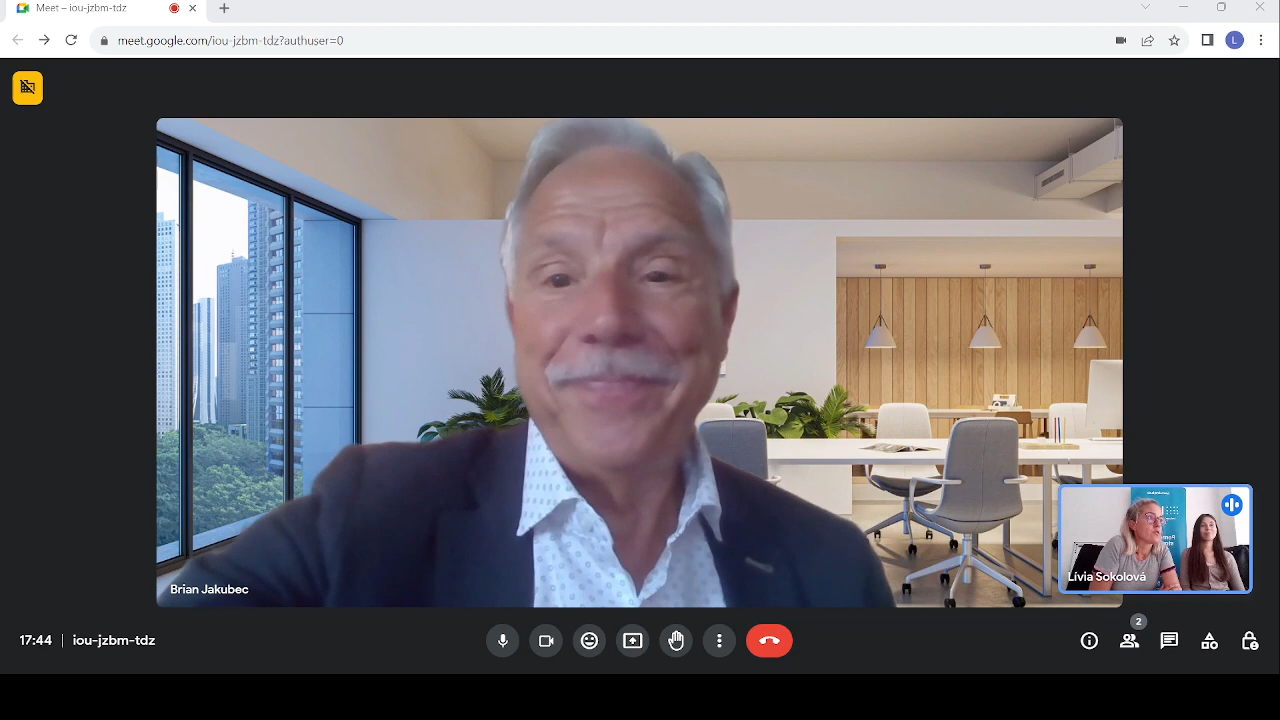 Meet – iou-jzbm-tdz
meet.google.com/iou-jzbm-tdz?authuser=0
L
Brian Jakubec
Lívia Sokolová
17:44 | iou-jzbm-tdz
2